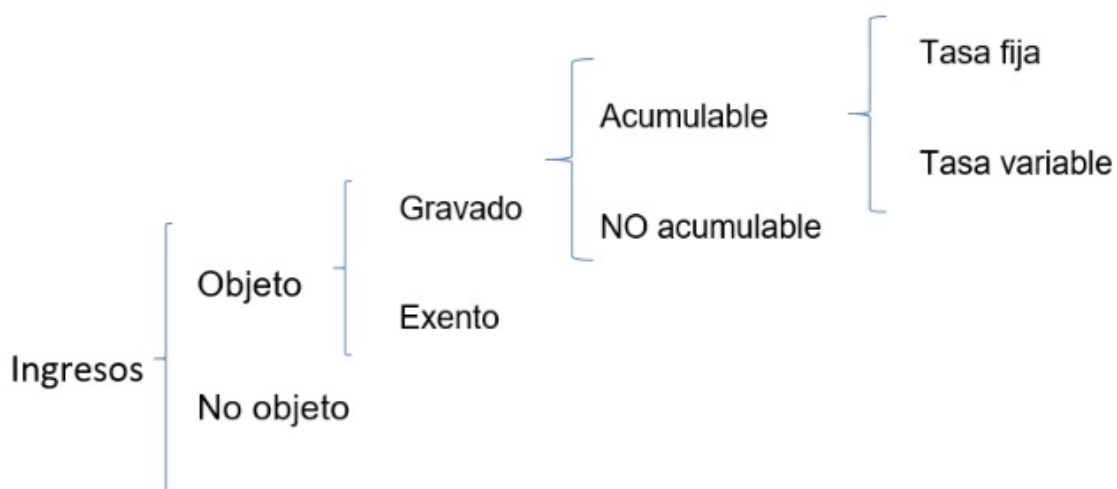 Ingresos
Objeto
No objeto
Gravado
Exento
Acumulable
NO acumulable
Tasa fija
Tasa variable